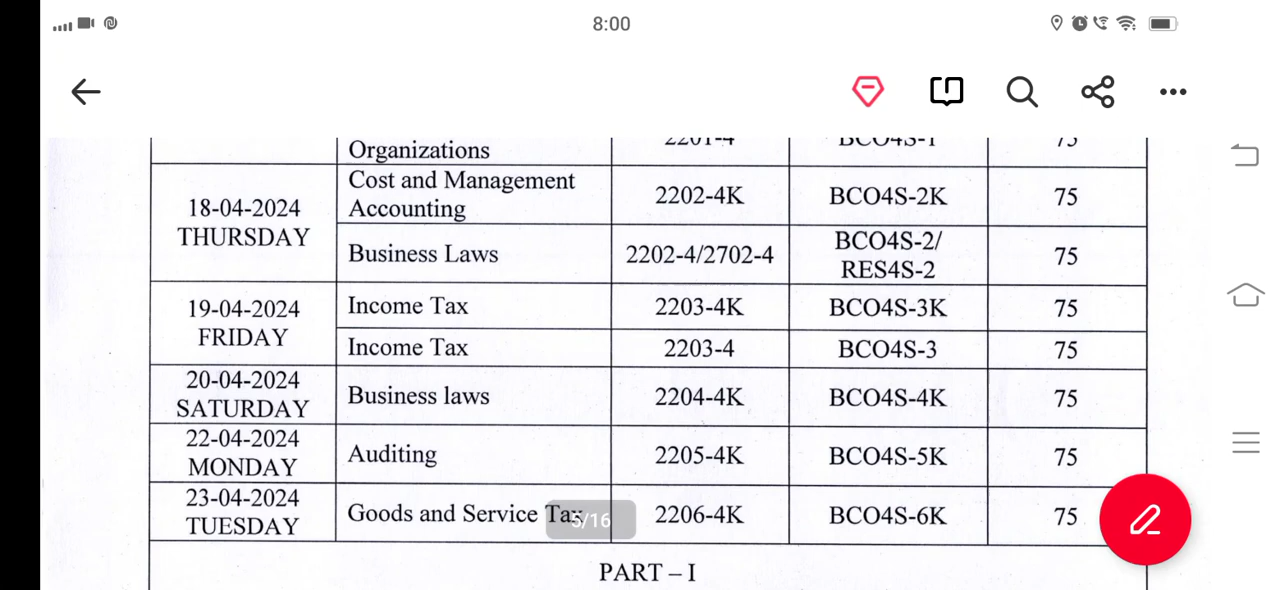 8:00
Organizations
18-04-2024
THURSDAY
Cost and Management
Accounting
2202-4K
BCO4S-2K
75
Business Laws
2202-4/2702-4
BCO4S-2/
RES4S-2
75
19-04-2024
FRIDAY
Income Tax
2203-4K
BCO4S-3K
75
Income Tax
2203-4
BCO4S-3
75
20-04-2024
SATURDAY
Business laws
2204-4K
BCO4S-4K
75
22-04-2024
MONDAY
Auditing
2205-4K
BCO4S-5K
75
23-04-2024
TUESDAY
Goods and Service Tax
2206-4K
BCO4S-6K
75
5/16
PART – I